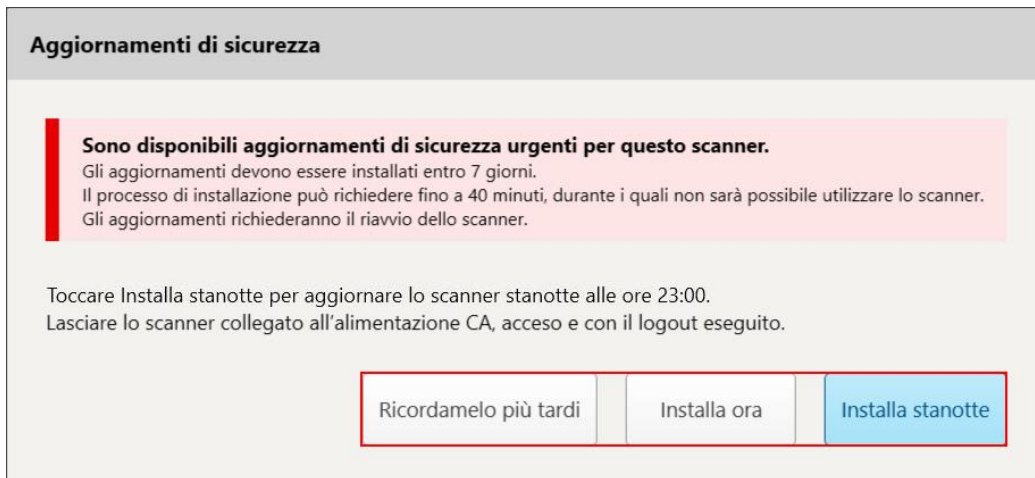 Aggiornamenti di sicurezza
Sono disponibili aggiornamenti di sicurezza urgenti per questo scanner.
Gli aggiornamenti devono essere installati entro 7 giorni.
Il processo di installazione può richiedere fino a 40 minuti, durante i quali non sarà possibile utilizzare lo scanner.
Gli aggiornamenti richiederanno il riavvio dello scanner.
Toccare Installa stanotte per aggiornare lo scanner stanotte alle ore 23:00.
Lasciare lo scanner collegato all'alimentazione CA, acceso e con il logout eseguito.
Ricordamelo più tardi Installa ora Installa stanotte